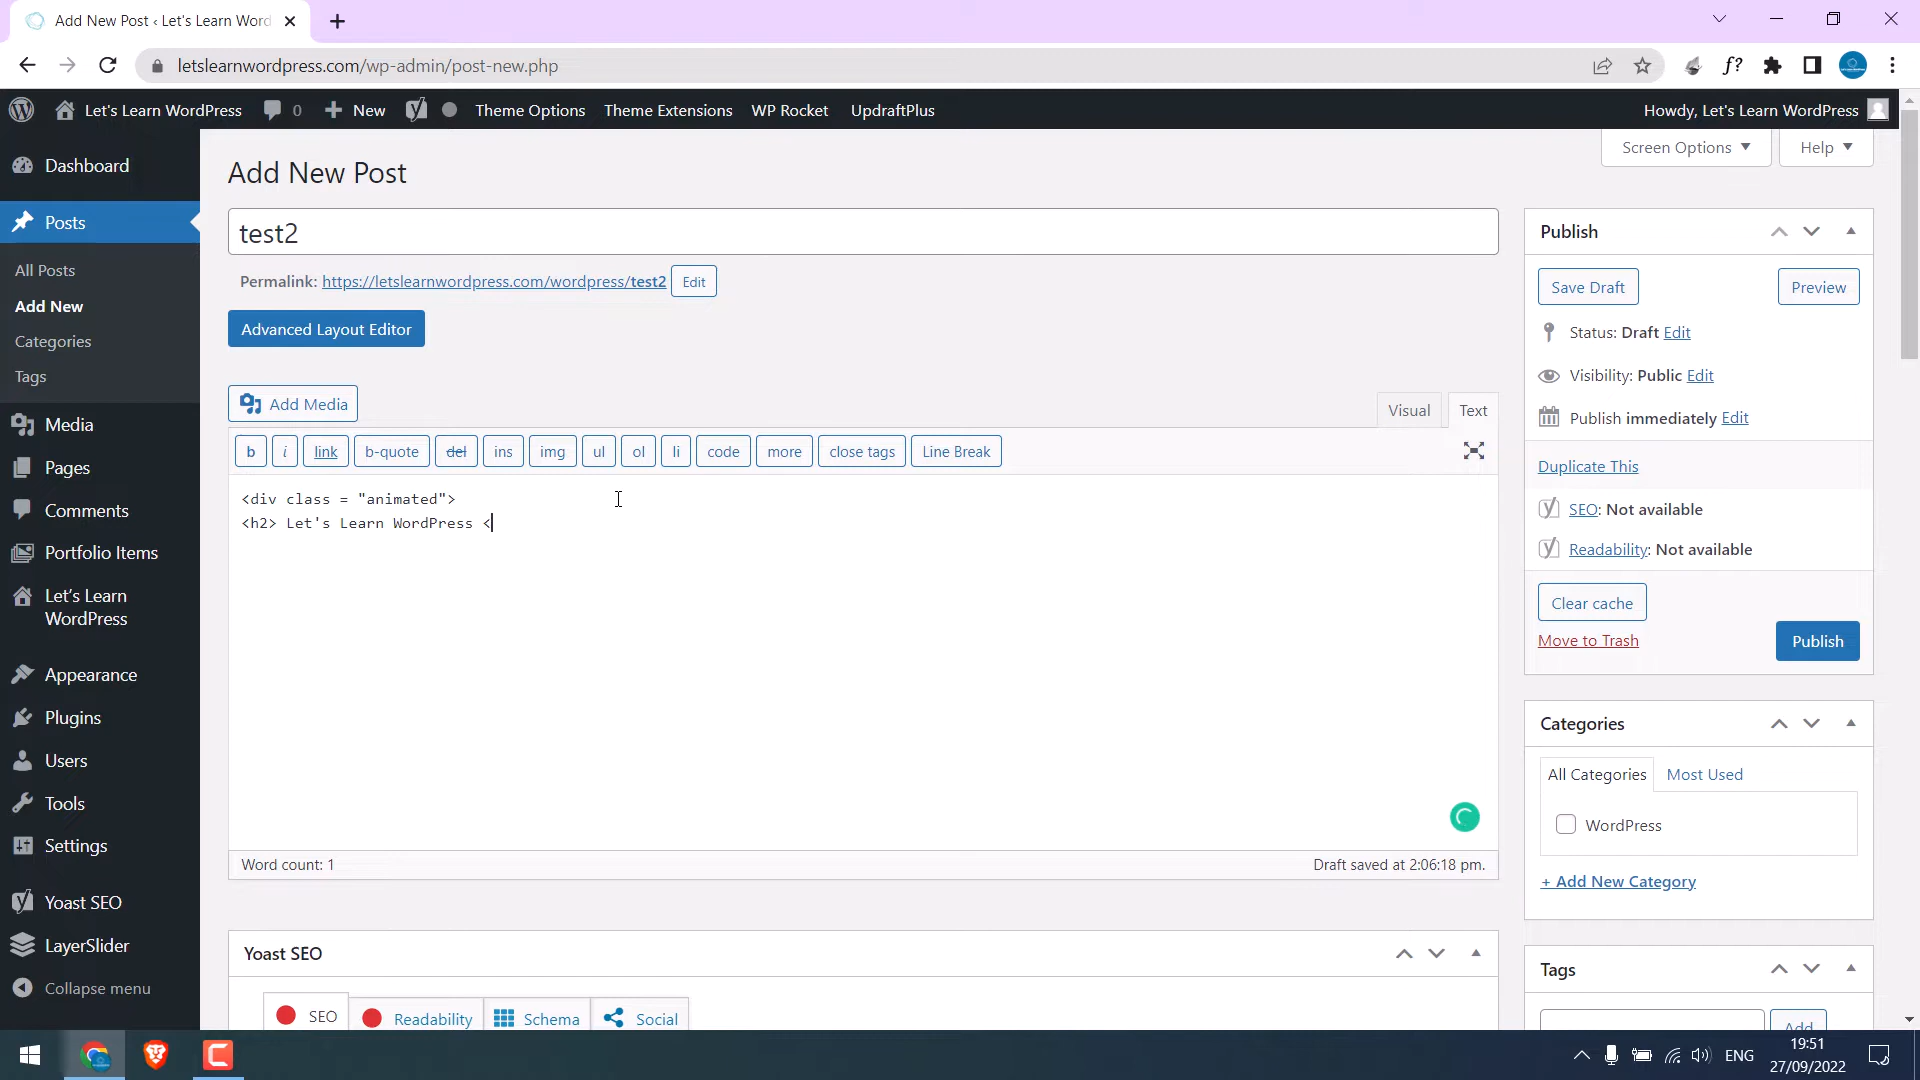 Add New Post ‹ Let's Learn Word
letslearnwordpress.com/wp-admin/post-new.php
f?
Let's Learn WordPress 0 New Theme Options Theme Extensions WP Rocket UpdraftPlus Howdy, Let's Learn WordPress
Dashboard
Posts
All Posts
Add New
Categories
Tags
Media
Pages
Comments
Portfolio Items
Let's Learn
WordPress
Appearance
Plugins
Users
Tools
Settings
Yoast SEO
LayerSlider
Collapse menu
Screen Options Help
Add New Post
test2
Permalink: https://letslearnwordpress.com/wordpress/test2 Edit
Advanced Layout Editor
Add Media
Visual Text
b i link b-quote del ins img ul ol li code more close tags Line Break
<div class = "animated">
<h2> Let's Learn WordPress <
Word count: 1 Draft saved at 2:06:18 pm.
Yoast SEO
SEO Readability Schema Social
Publish
Save Draft Preview
Status: Draft Edit
Visibility: Public Edit
Publish immediately Edit
Duplicate This
SEO: Not available
Readability: Not available
Clear cache
Move to Trash Publish
Categories
All Categories Most Used
WordPress
+ Add New Category
Tags
Add
ENG
19:51
27/09/2022